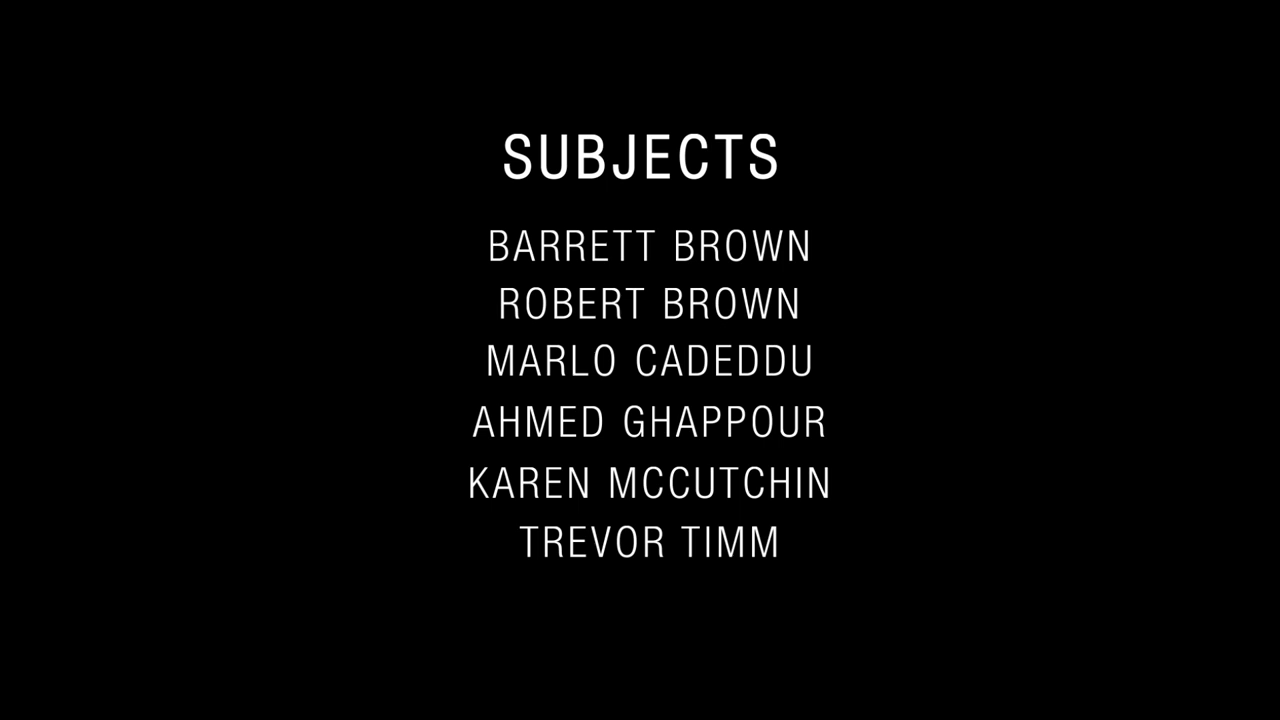 SUBJECTS
BARRETT BROWN
ROBERT BROWN
MARLO CADEDDU
AHMED GHAPPOUR
KAREN MCCUTCHIN
TREVOR TIMM